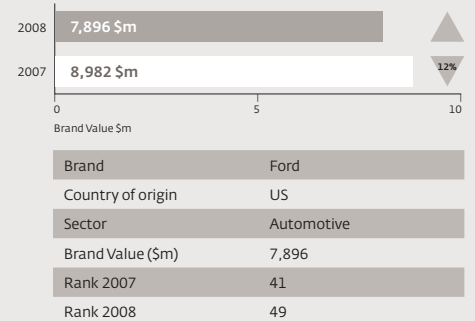 2008 7,896 $m
2007 8,982 $m 12%
0 5 10
Brand Value $m
Brand Ford
Country of origin US
Sector Automotive
Brand Value ($m) 7,896
Rank 2007 41
Rank 2008 49